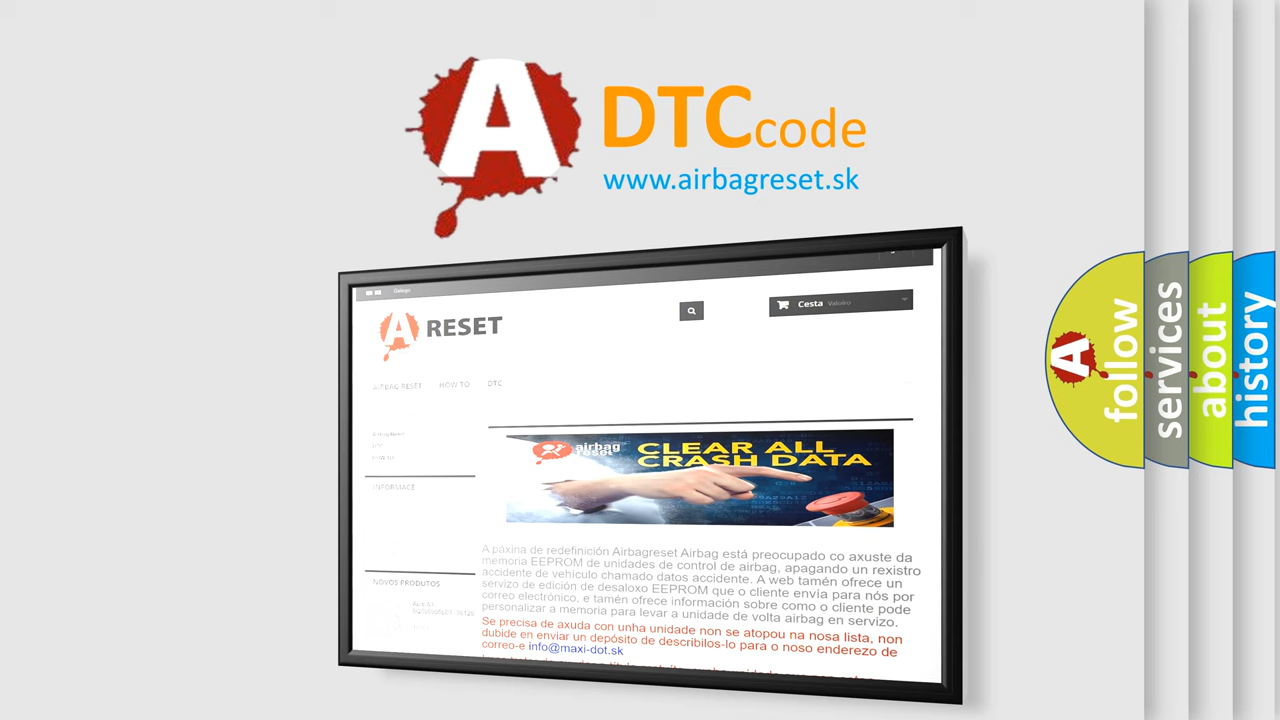 A DTCcode
www.airbagreset.sk
Galego
A RESET
Cesta Valeiro
AIRBAG RESET HOW TO DTC
INFORMACE
NOVOS PRODUTOS
airbag
reset
CLEAR ALL
CRASH DATA
A páxina de redefinición Airbagreset Airbag está preocupado co axuste da
memoria EEPROM de unidades de control de airbag, apagando un rexistro
accidente de vehículo chamado datos accidente. A web tamén ofrece un
servizo de edición de desaloxo EEPROM que o cliente envía para nós por
correo electrónico, e tamén ofrece información sobre como o cliente pode
personalizar a memoria para levar a unidade de volta airbag en servizo.
Se precisa de axuda con unha unidade non se atopou na nosa lista, non
dubide en enviar un depósito de describilos-lo para o noso enderezo de
correo-e info@maxi-dot.sk
A follow
services
about
history